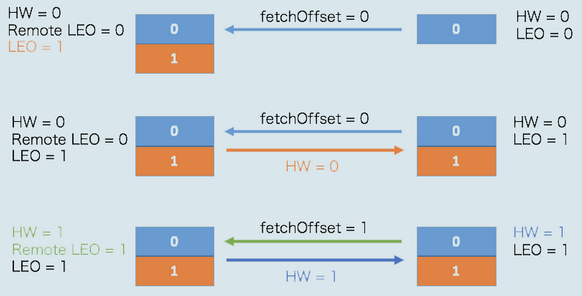 HW = 0
Remote LEO = 0
LEO = 1
0
1
fetchOffset = 0
0
HW = 0
LEO = 0
HW = 0
Remote LEO = 0
LEO = 1
0
1
fetchOffset = 0
HW = 0
0
1
HW = 0
LEO = 1
HW = 1
Remote LEO = 1
LEO = 1
0
1
fetchOffset = 1
HW = 1
0
1
HW = 1
LEO = 1